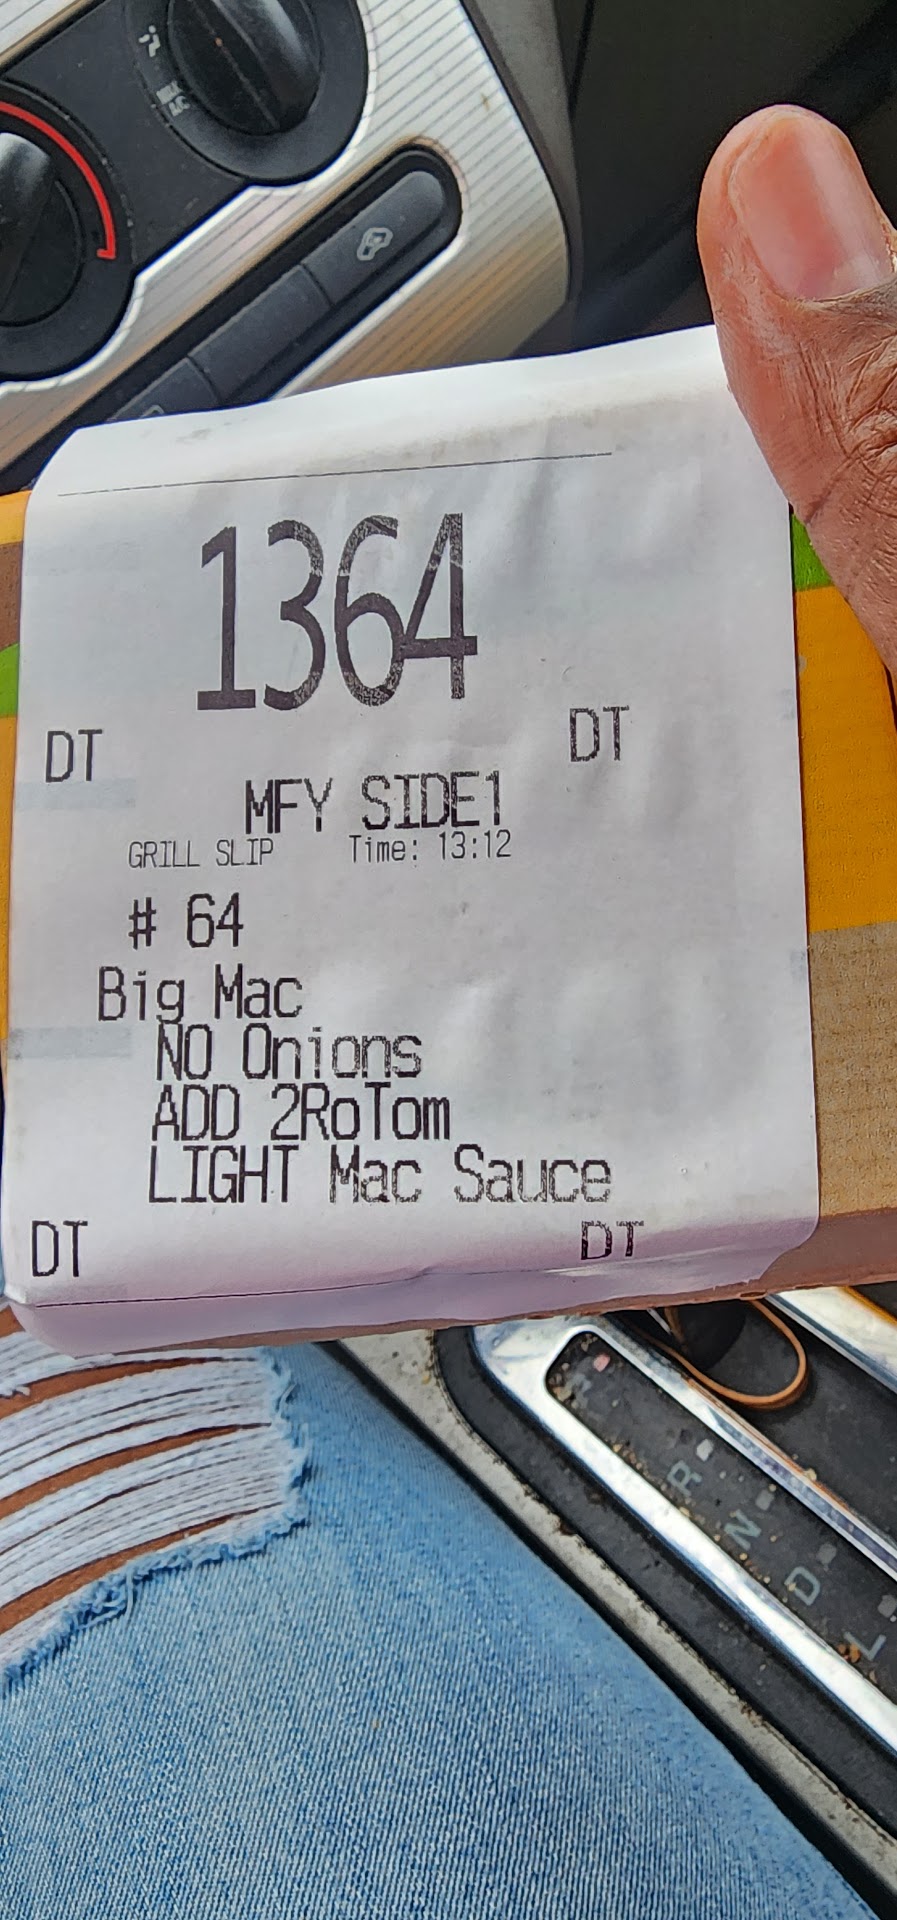 1364
DT DT
MFY SIDE1
GRILL SLIP Time: 13:12
# 64
Big Mac
NO Onions
ADD 2RoTom
LIGHT Mac Sauce
DT DT
R
N
D
L